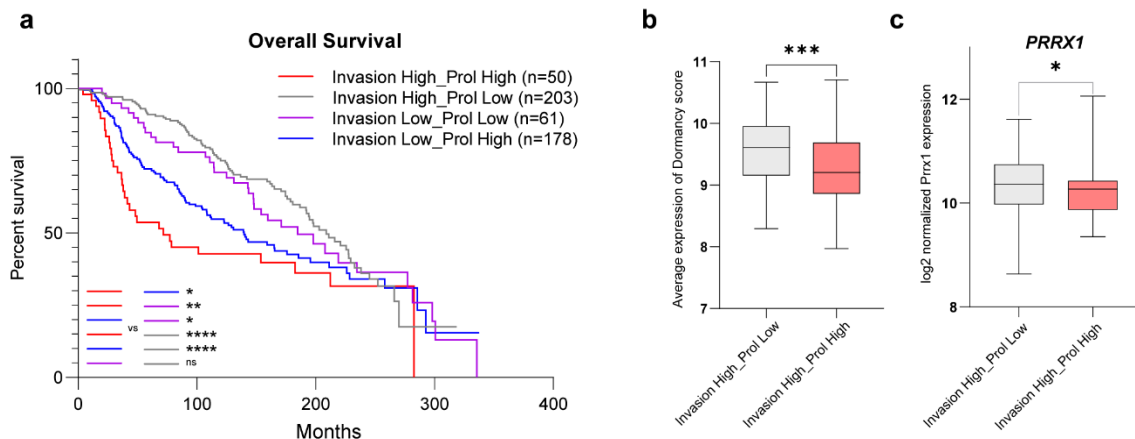 a
Overall Survival
Percent survival
100
50
0
Invasion High_Prol High (n=50)
Invasion High_Prol Low (n=203)
Invasion Low_Prol Low (n=61)
Invasion Low_Prol High (n=178)
*
**
*
vs
****
****
ns
0 100 200 300 400
Months
b
***
Average expression of Dormancy score
11
10
9
8
7
Invasion High_Prol Low
Invasion High_Prol High
c
PRRX1
*
log2 normalized Prrx1 expression
12
10
8
Invasion High_Prol Low
Invasion High_Prol High